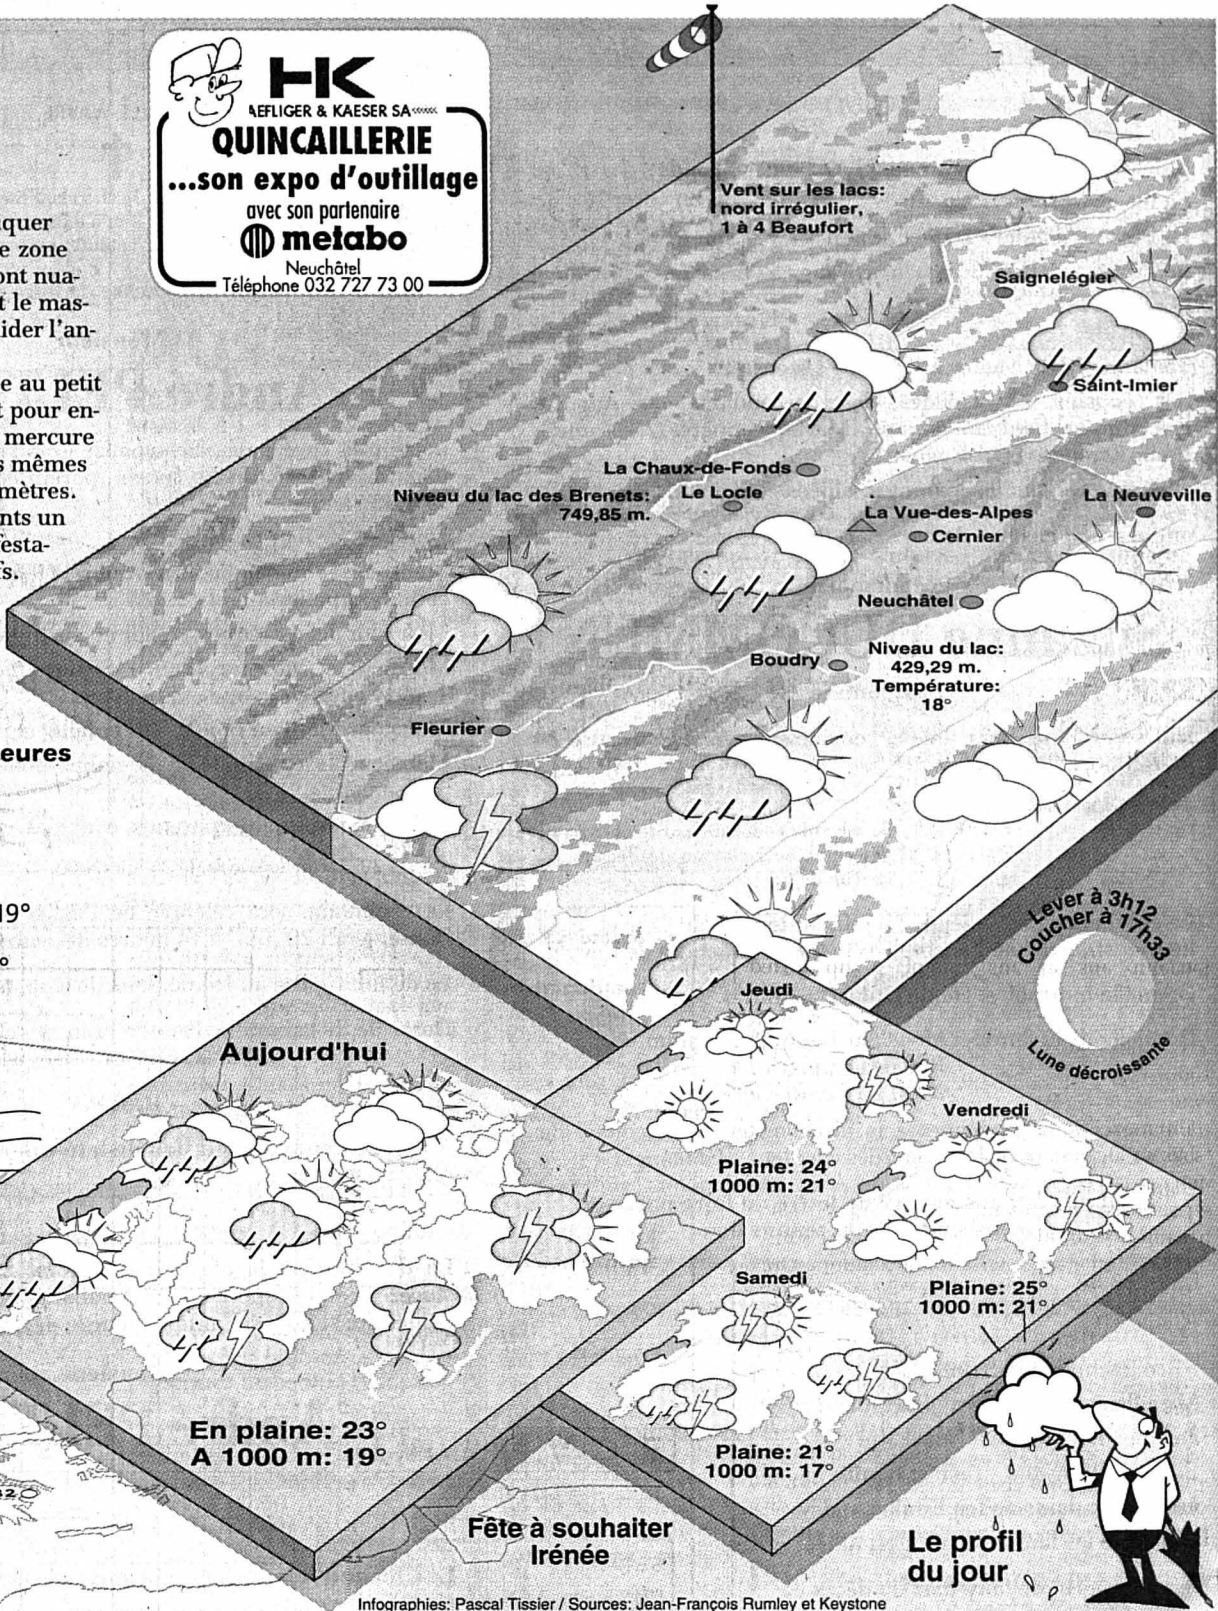 HK
AEFLIGER & KAESER SA
QUINCAILLERIE
...son expo d'outillage
avec son partenaire
metabo
Neuchâtel
Téléphone 032 727 73 00
quer
e zone
ont nua-
t le mas-
ider l'an-
e au petit
t pour en-
mercure
s mêmes
mètres.
nts un
esta-
fs.
Vent sur les lacs:
nord irrégulier,
1 à 4 Beaufort
Saignelégier
Saint-Imier
La Chaux-de-Fonds
Niveau du lac des Brenets:
749,85 m.
Le Locle
La Vue-des-Alpes
La Neuveville
Cernier
Neuchâtel
Boudry
Niveau du lac:
429,29 m.
Température:
18°
Fleurier
eures
19°
°
Lever à 3h12
Coucher à 17h33
Lune décroissante
Aujourd'hui
En plaine: 23°
A 1000 m: 19°
Jeudi
Plaine: 24°
1000 m: 21°
Vendredi
Plaine: 25°
1000 m: 21°
Samedi
Plaine: 21°
1000 m: 17°
Fête à souhaiter
Irénée
Le profil
du jour
Infographies: Pascal Tissier / Sources: Jean-François Rumley et Keystone